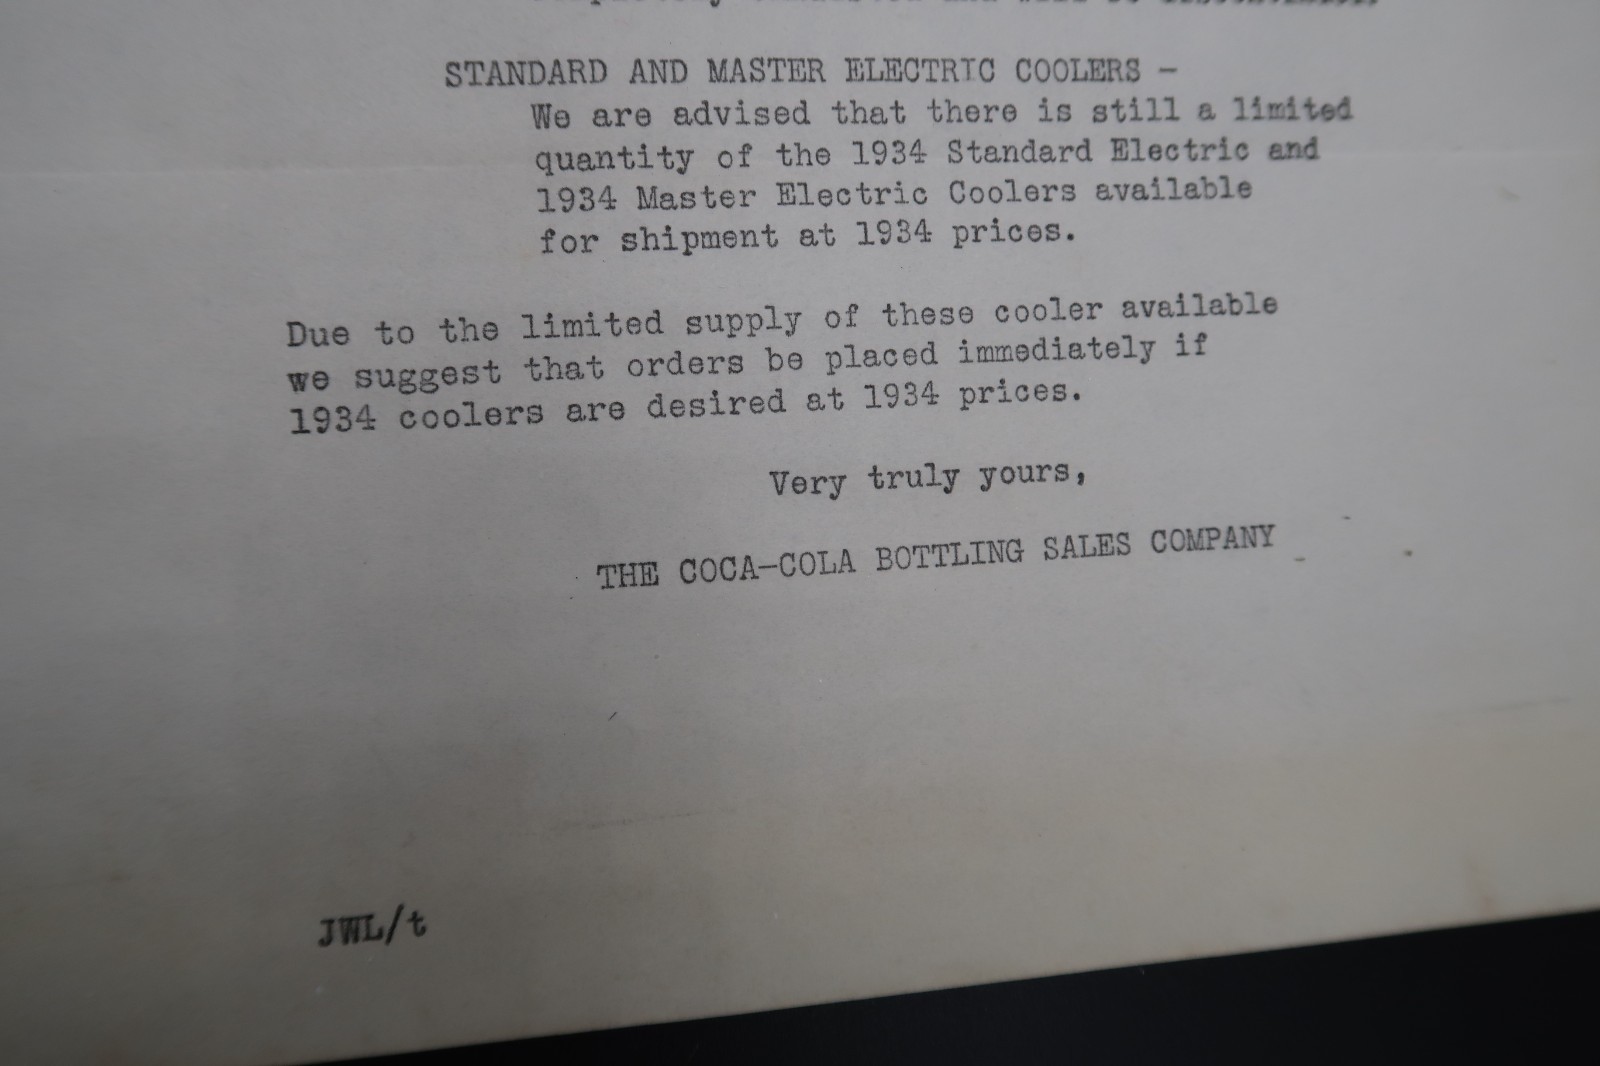 STANDARD AND MASTER ELECTRIC COOLERS -
We are advised that there is still a limited
quantity of the 1934 Standard Electric and
1934 Master Electric Coolers available
for shipment at 1934 prices.
Due to the limited supply of these cooler available
we suggest that orders be placed immediately if
1934 coolers are desired at 1934 prices.
Very truly yours,
THE COCA-COLA BOTTLING SALES COMPANY
JWL/t